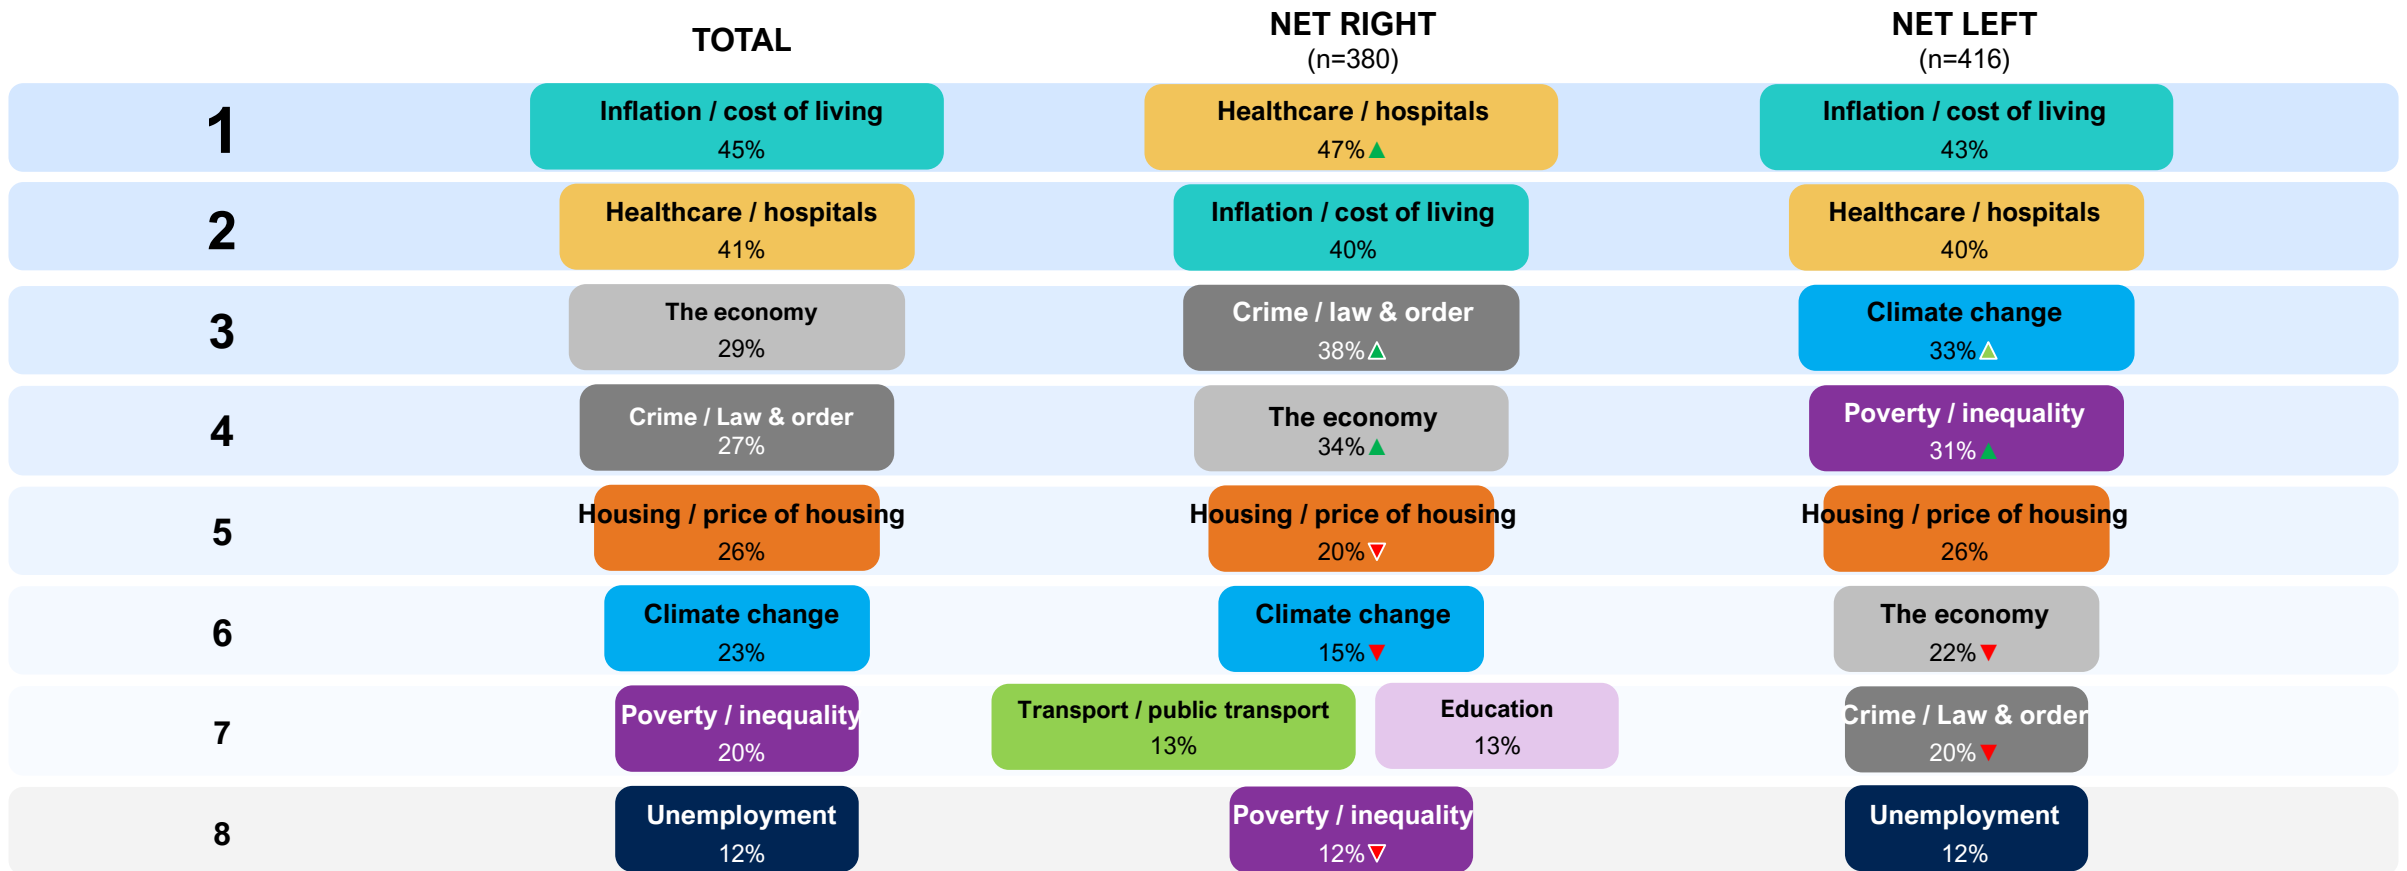 TOTAL
NET RIGHT
(n=380)
NET LEFT
(n=416)
1
Inflation / cost of living
45%
Healthcare / hospitals
47%
Inflation / cost of living
43%
2
Healthcare / hospitals
41%
Inflation / cost of living
40%
Healthcare / hospitals
40%
3
The economy
29%
Crime / law & order
38%
Climate change
33%
4
Crime / Law & order
27%
The economy
34%
Poverty / inequality
31%
5
Housing / price of housing
26%
Housing / price of housing
20%
Housing / price of housing
26%
6
Climate change
23%
Climate change
15%
The economy
22%
7
Poverty / inequality
20%
Transport / public transport
13%
Education
13%
Crime / Law & order
20%
8
Unemployment
12%
Poverty / inequality
12%
Unemployment
12%